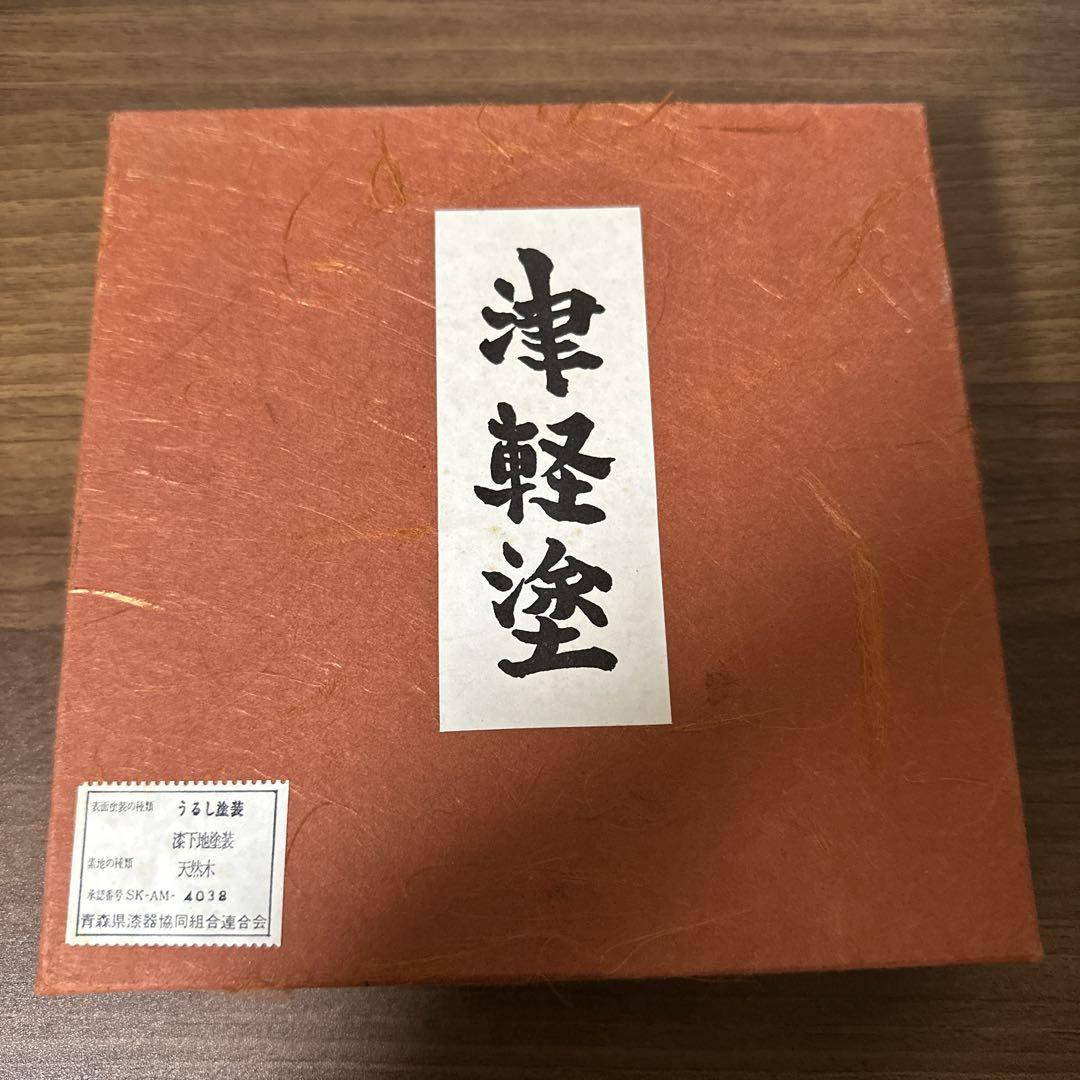 津軽塗
表面塗装の種類 うるし塗装
漆下地塗装
素地の種類 天然木
承認番号 SK-AM- 4038
青森県漆器協同組合連合会